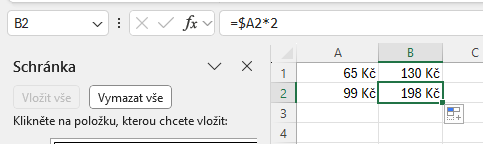 B2 fx =$A2*2
Schránka
Vložit vše Vymazat vše
Klikněte na položku, kterou chcete vložit:
A B C
1 65 Kč 130 Kč
2 99 Kč 198 Kč
3
4